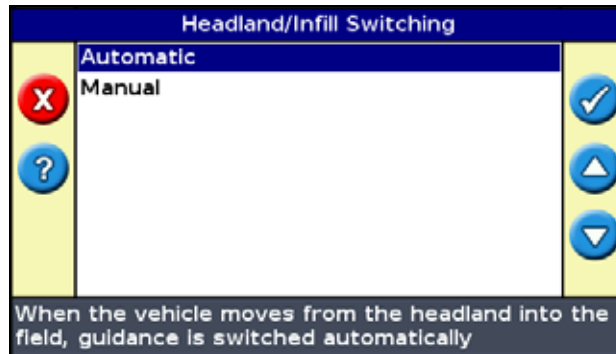 Headland/Infill Switching
Automatic
Manual
X
?
When the vehicle moves from the headland into the
field, guidance is switched automatically